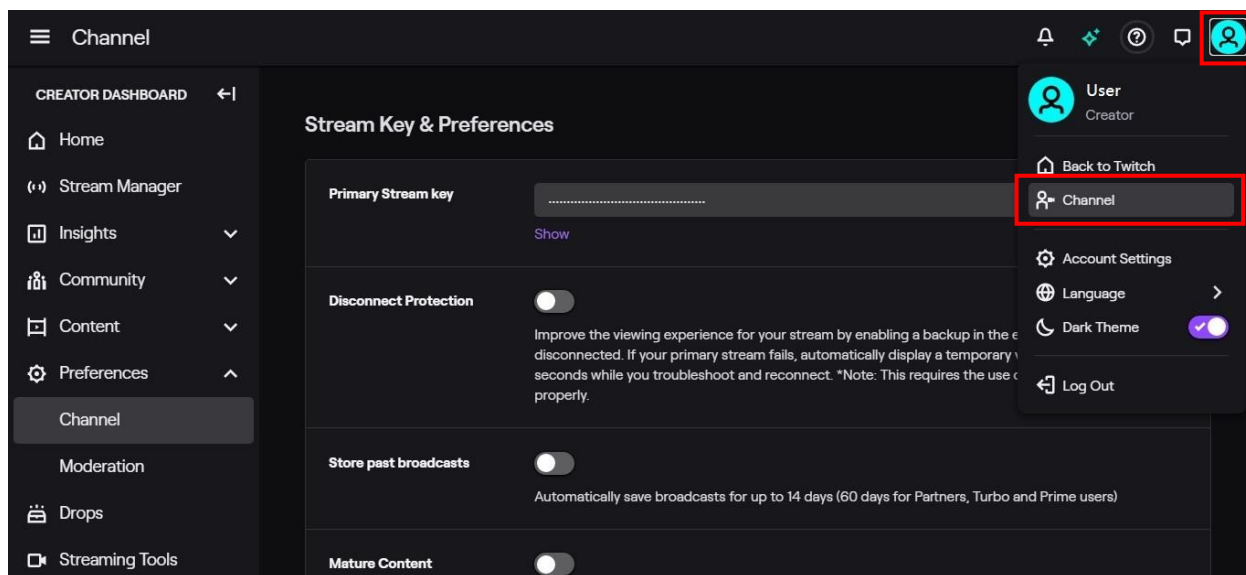 Channel
CREATOR DASHBOARD
Home
Stream Manager
Insights
Community
Content
Preferences
Channel
Moderation
Drops
Streaming Tools
Stream Key & Preferences
Primary Stream key
Show
Disconnect Protection
Improve the viewing experience for your stream by enabling a backup in the e
disconnected. If your primary stream fails, automatically display a temporary
seconds while you troubleshoot and reconnect. *Note: This requires the use
properly.
Store past broadcasts
Automatically save broadcasts for up to 14 days (60 days for Partners, Turbo and Prime users)
Mature Content
User
Creator
Back to Twitch
Channel
Account Settings
Language
Dark Theme
Log Out